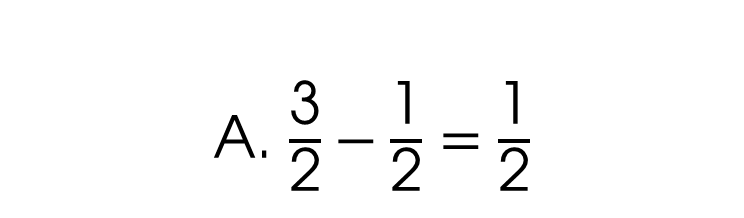 A. 3/2 − 1/2 = 1/2